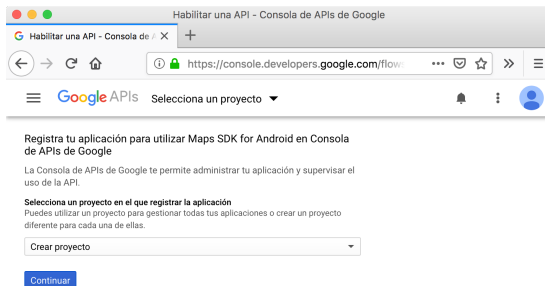 Habilitar una API - Consola de APIs de Google
Habilitar una API - Consola de A
https://console.developers.google.com/flows
Google APIs Selecciona un proyecto
Registra tu aplicación para utilizar Maps SDK for Android en Consola
de APIs de Google
La Consola de APIs de Google te permite administrar tu aplicación y supervisar el
uso de la API.
Selecciona un proyecto en el que registrar la aplicación
Puedes utilizar un proyecto para gestionar todas tus aplicaciones o crear un proyecto
diferente para cada una de ellas.
Crear proyecto
Continuar